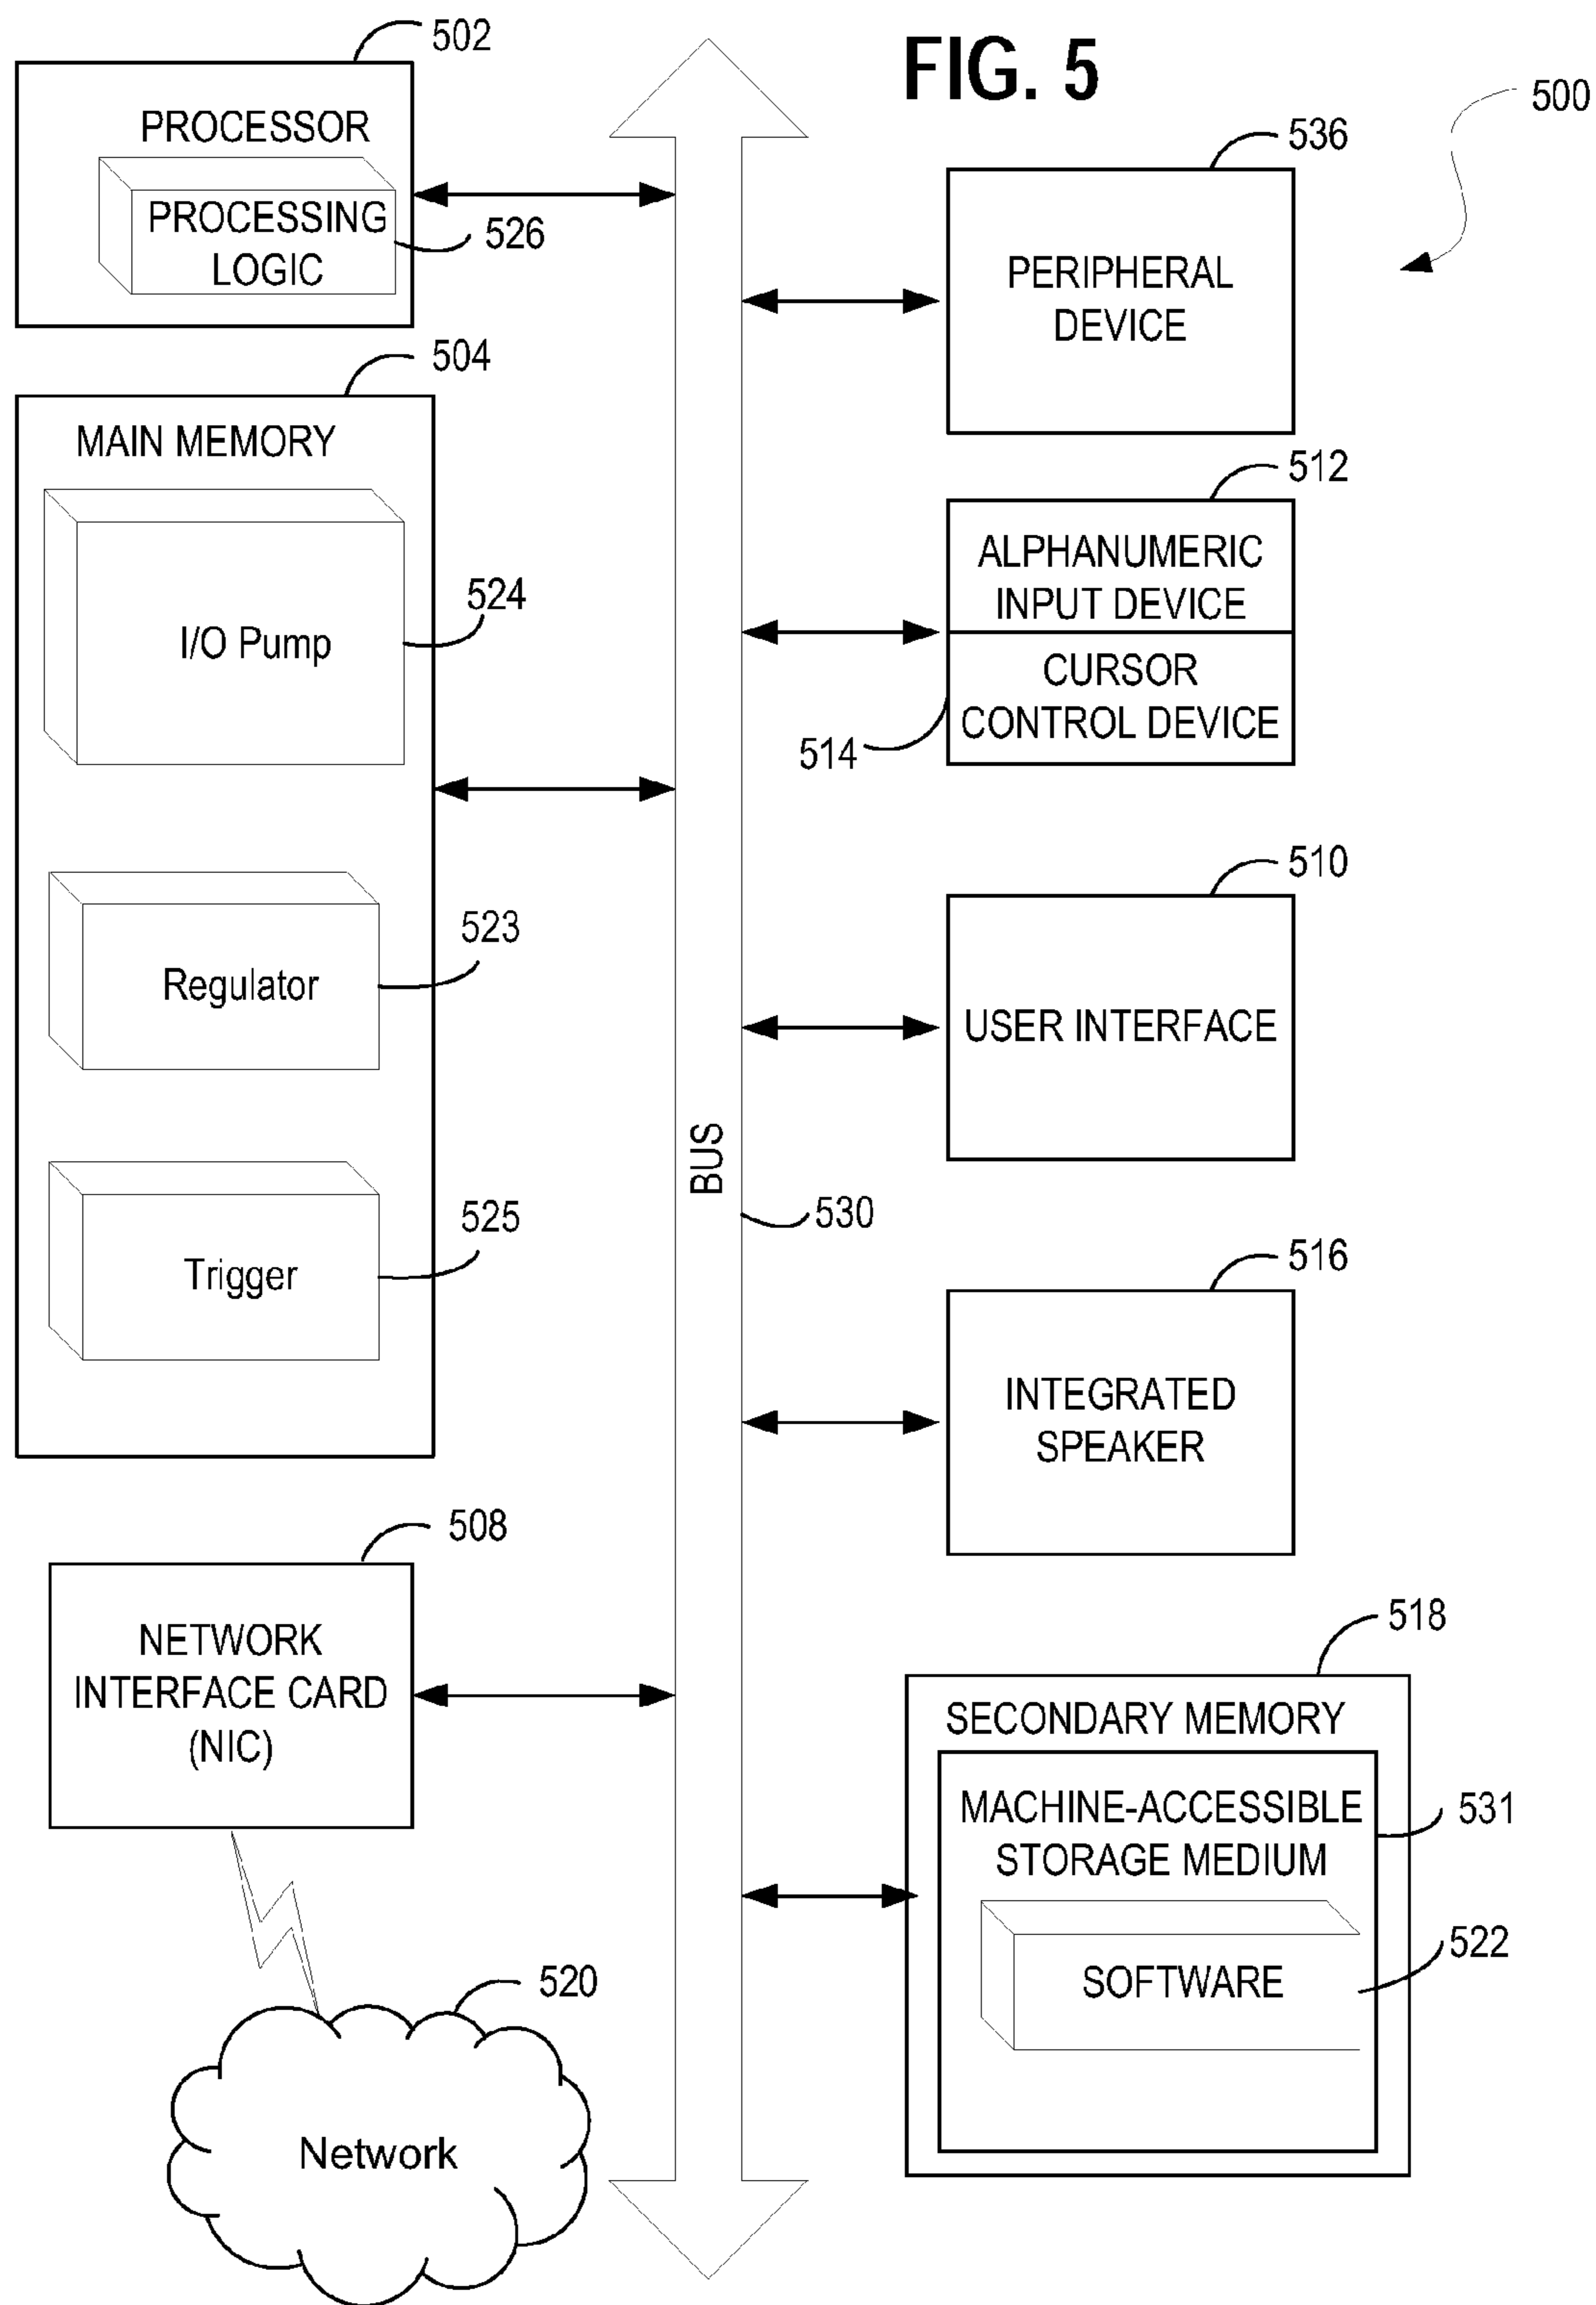 FIG. 5
500
502
PROCESSOR
PROCESSING
LOGIC
526
504
MAIN MEMORY
I/O Pump
524
Regulator
523
Trigger
525
508
NETWORK
INTERFACE CARD
(NIC)
520
Network
BUS
530
536
PERIPHERAL
DEVICE
512
ALPHANUMERIC
INPUT DEVICE
CURSOR
CONTROL DEVICE
514
510
USER INTERFACE
516
INTEGRATED
SPEAKER
518
SECONDARY MEMORY
MACHINE-ACCESSIBLE
STORAGE MEDIUM
531
SOFTWARE
522